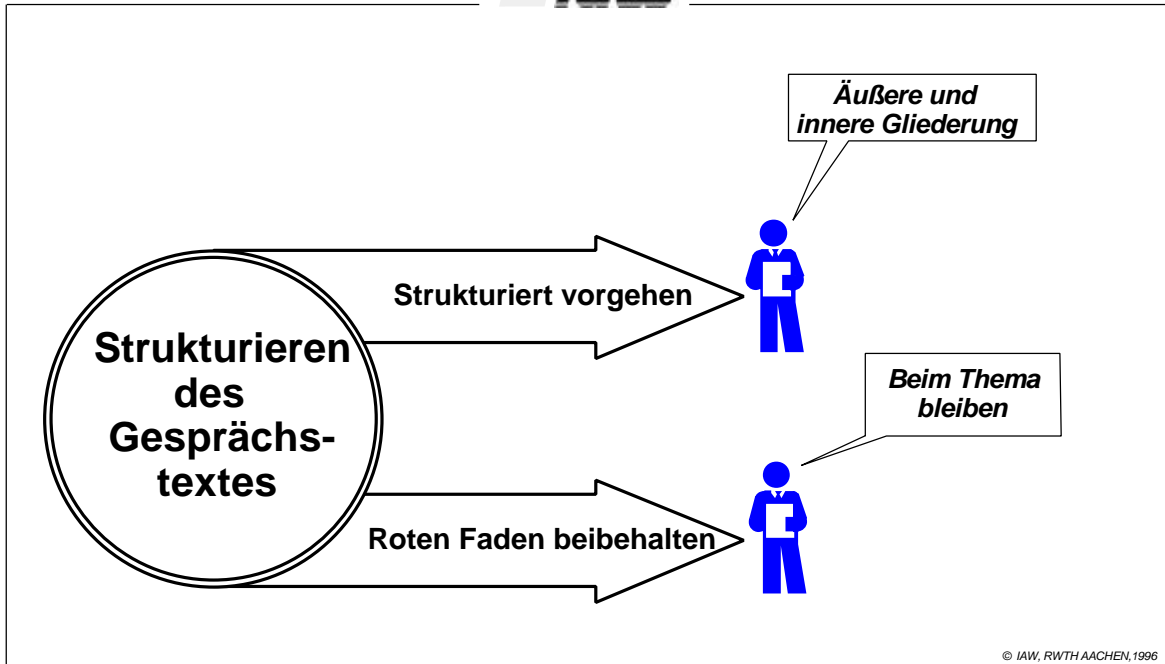 Äußere und
innere Gliederung
Strukturiert vorgehen
Strukturieren
des
Gesprächs-
textes
Beim Thema
bleiben
Roten Faden beibehalten
© IAW, RWTH AACHEN,1996